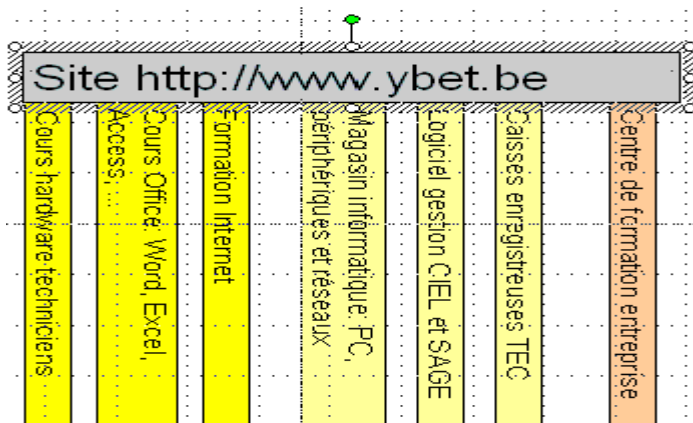 Site http://www.ybet.be
Cours hardware techniciens
Cours Office: Word, Excel,
Access, ...
Formation Internet
Magasin informatique: PC,
périphériques et réseaux
Logiciel gestion CIEL et SAGE
Caisses enregistreuses TEC
Centre de formation entreprise